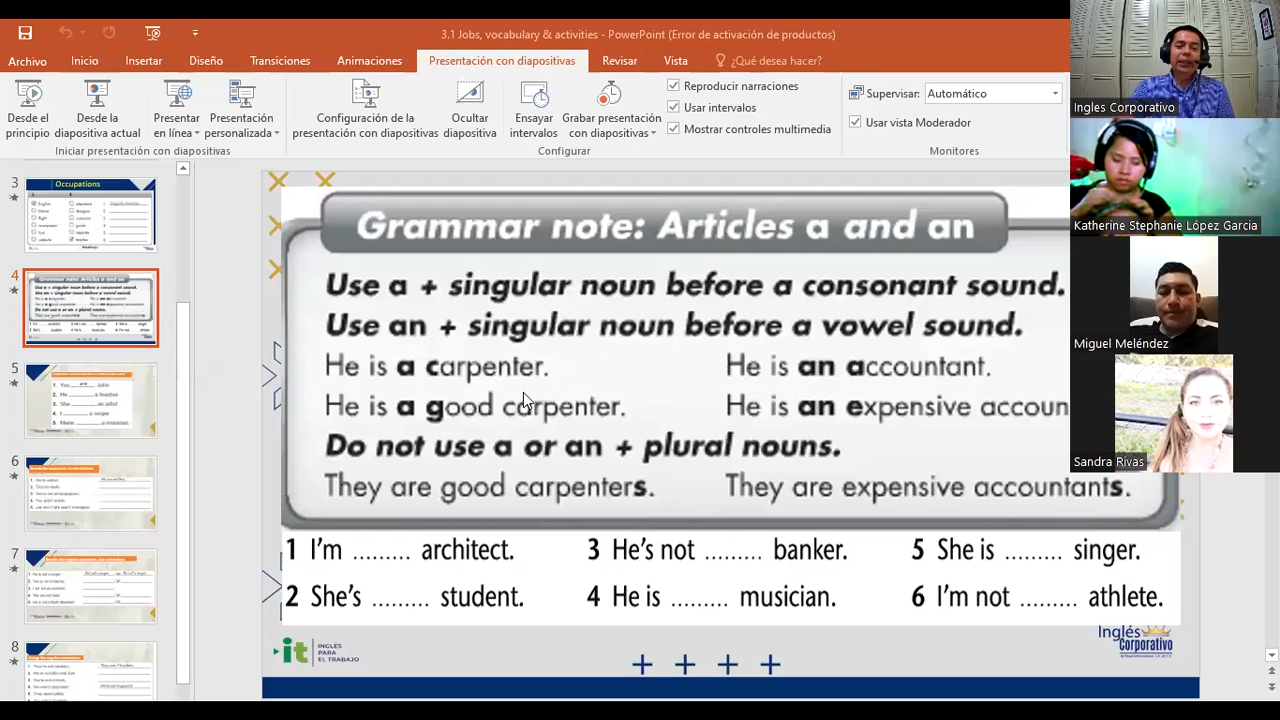 3.1 Jobs, vocabulary & activities - PowerPoint (Error de activación de productos)
Archivo Inicio Insertar Diseño Transiciones Animaciones Presentación con diapositivas Revisar Vista ¿Qué desea hacer?
Desde el principio
Desde la diapositiva actual
Presentar en línea
Presentación personalizada
Iniciar presentación con diapositivas
Configuración de la presentación con diapositivas
Ocultar diapositiva
Ensayar intervalos
Grabar presentación con diapositivas
Reproducir narraciones
Usar intervalos
Mostrar controles multimedia
Configurar
Supervisar: Automático
Usar vista Moderador
Monitores
Ingles Corporativo
Katherine Stephanie López Garcia
Miguel Meléndez
Sandra Rivas
3
Occupations
4
5
6
7
8
Grammar note: Articles a and an
Use a + singular noun before a consonant sound.
Use an + singular noun before a vowel sound.
He is a carpenter. He is an accountant.
He is a good carpenter. He is an expensive accoun
Do not use a or an + plural nouns.
They are good carpenters. They are expensive accountants.
1 I'm ......... architect. 3 He's not ......... banker. 5 She is ......... singer.
2 She's ......... student. 4 He is ......... musician. 6 I'm not ......... athlete.
it INGLÉS PARA EL TRABAJO
Inglés Corporativo